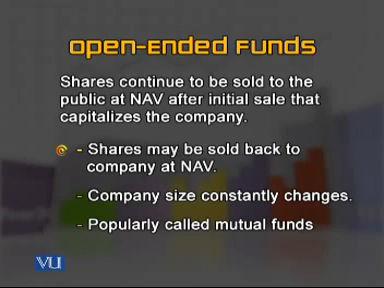 Open-Ended Funds
Shares continue to be sold to the
public at NAV after initial sale that
capitalizes the company.
- Shares may be sold back to
company at NAV.
- Company size constantly changes.
- Popularly called mutual funds
VU